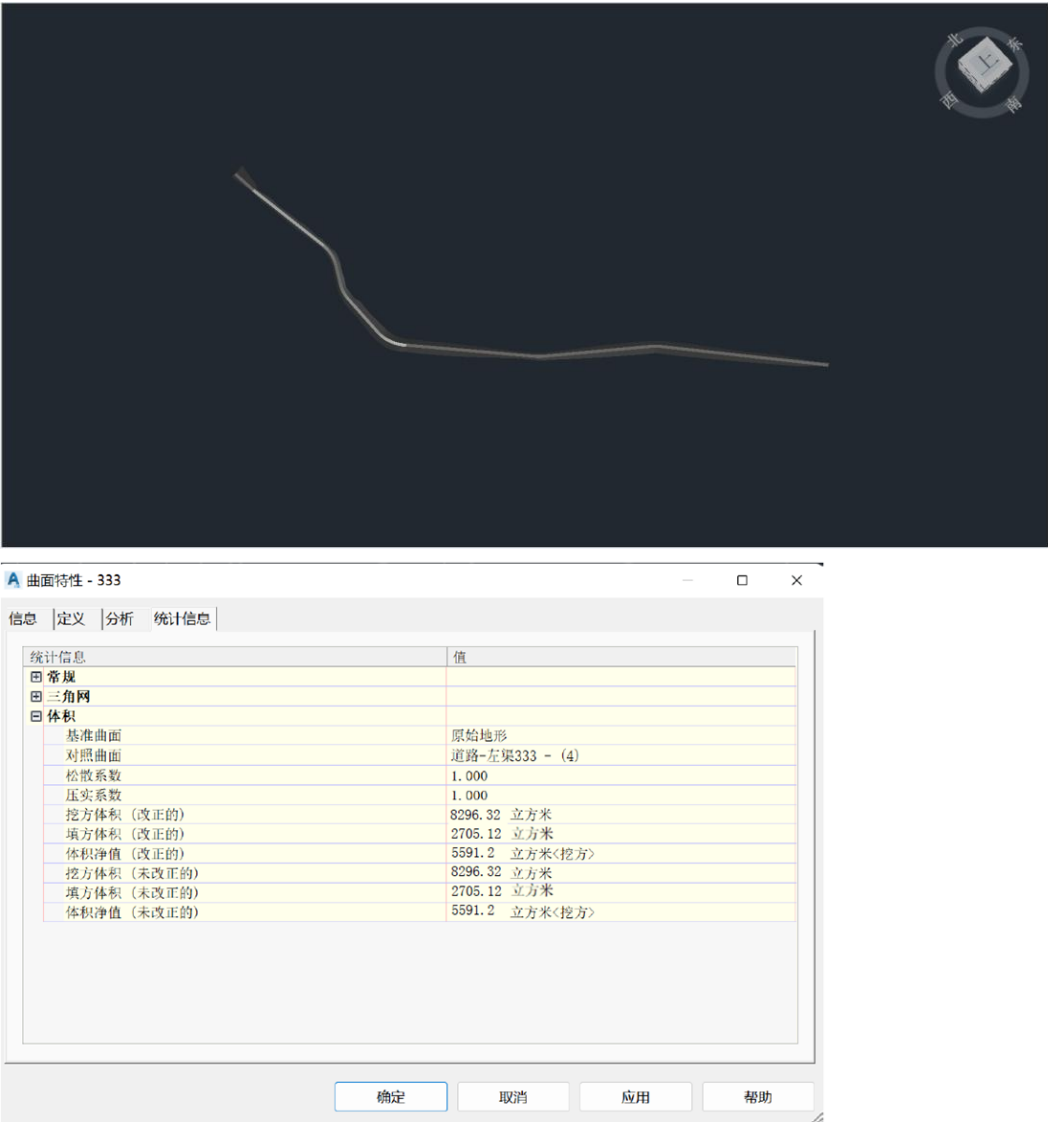 北 东
上
西 南
曲面特性 - 333
信息 定义 分析 统计信息
统计信息 值
常规
三角网
体积
基准曲面 原始地形
对照曲面 道路-左渠333 - (4)
松散系数 1.000
压实系数 1.000
挖方体积 (改正的) 8296.32 立方米
填方体积 (改正的) 2705.12 立方米
体积净值 (改正的) 5591.2 立方米<挖方>
挖方体积 (未改正的) 8296.32 立方米
填方体积 (未改正的) 2705.12 立方米
体积净值 (未改正的) 5591.2 立方米<挖方>
确定 取消 应用 帮助